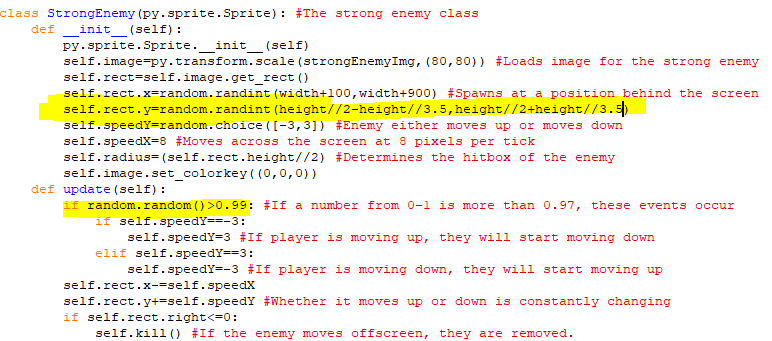 class StrongEnemy(py.sprite.Sprite): #The strong enemy class
    def __init__(self):
        py.sprite.Sprite.__init__(self)
        self.image=py.transform.scale(strongEnemyImg,(80,80)) #Loads image for the strong enemy
        self.rect=self.image.get_rect()
        self.rect.x=random.randint(width+100,width+900) #Spawns at a position behind the screen
        self.rect.y=random.randint(height//2-height//3.5,height//2+height//3.5)
        self.speedY=random.choice([-3,3]) #Enemy either moves up or moves down
        self.speedX=8 #Moves across the screen at 8 pixels per tick
        self.radius=(self.rect.height//2) #Determines the hitbox of the enemy
        self.image.set_colorkey((0,0,0))
    def update(self):
        if random.random()>0.99: #If a number from 0-1 is more than 0.97, these events occur
            if self.speedY==-3:
                self.speedY=3 #If player is moving up, they will start moving down
            elif self.speedY==3:
                self.speedY=-3 #If player is moving down, they will start moving up
        self.rect.x-=self.speedX
        self.rect.y+=self.speedY #Whether it moves up or down is constantly changing
        if self.rect.right<=0:
            self.kill() #If the enemy moves offscreen, they are removed.